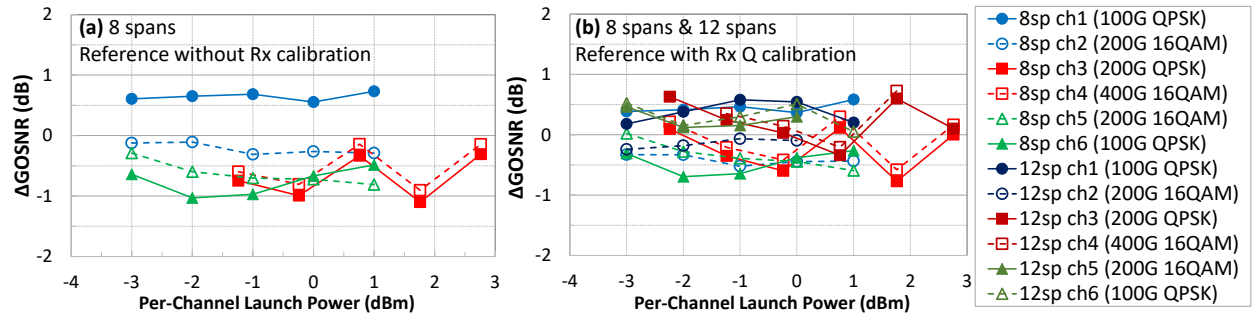 (a) 8 spans
Reference without Rx calibration
ΔGOSNR (dB)
2
1
0
-1
-2
-4 -3 -2 -1 0 1 2 3
Per-Channel Launch Power (dBm)
(b) 8 spans & 12 spans
Reference with Rx Q calibration
ΔGOSNR (dB)
2
1
0
-1
-2
-4 -3 -2 -1 0 1 2 3
Per-Channel Launch Power (dBm)
8sp ch1 (100G QPSK)
8sp ch2 (200G 16QAM)
8sp ch3 (200G QPSK)
8sp ch4 (400G 16QAM)
8sp ch5 (200G 16QAM)
8sp ch6 (100G QPSK)
12sp ch1 (100G QPSK)
12sp ch2 (200G 16QAM)
12sp ch3 (200G QPSK)
12sp ch4 (400G 16QAM)
12sp ch5 (200G 16QAM)
12sp ch6 (100G QPSK)